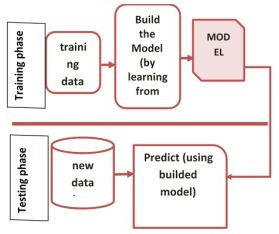 Training phase
traini
ng
data
Build
the
Model
(by
learning
from
MOD
EL
Testing phase
new
data
.
Predict (using
builded
model)